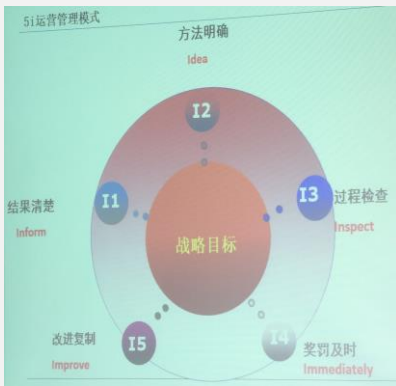 5i运营管理模式
方法明确
Idea
I2
I1
结果清楚
Inform
I3
过程检查
Inspect
战略目标
I5
改进复制
Improve
I4
奖罚及时
Immediately